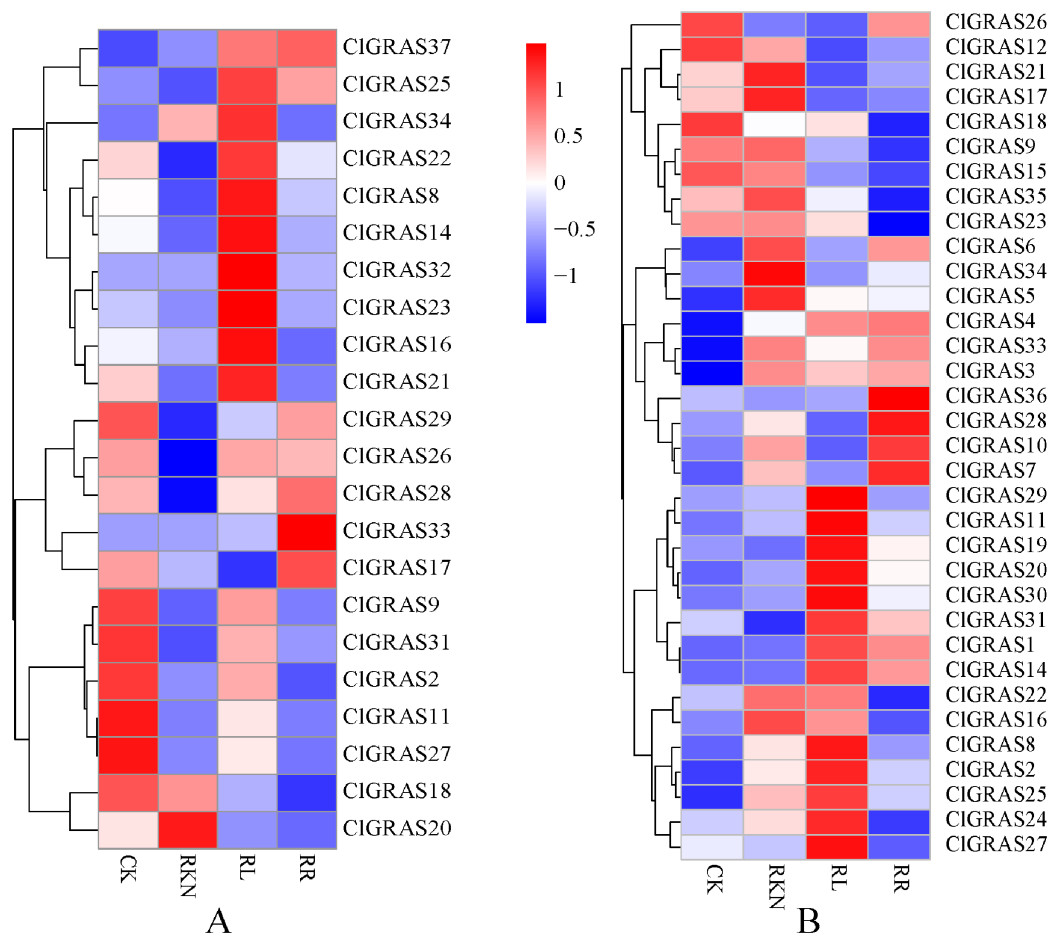 ClGRAS37
ClGRAS25
ClGRAS34
ClGRAS22
ClGRAS8
ClGRAS14
ClGRAS32
ClGRAS23
ClGRAS16
ClGRAS21
ClGRAS29
ClGRAS26
ClGRAS28
ClGRAS33
ClGRAS17
ClGRAS9
ClGRAS31
ClGRAS2
ClGRAS11
ClGRAS27
ClGRAS18
ClGRAS20
CK
RKN
RL
RR
A
1
0.5
0
−0.5
−1
ClGRAS26
ClGRAS12
ClGRAS21
ClGRAS17
ClGRAS18
ClGRAS9
ClGRAS15
ClGRAS35
ClGRAS23
ClGRAS6
ClGRAS34
ClGRAS5
ClGRAS4
ClGRAS33
ClGRAS3
ClGRAS36
ClGRAS28
ClGRAS10
ClGRAS7
ClGRAS29
ClGRAS11
ClGRAS19
ClGRAS20
ClGRAS30
ClGRAS31
ClGRAS1
ClGRAS14
ClGRAS22
ClGRAS16
ClGRAS8
ClGRAS2
ClGRAS25
ClGRAS24
ClGRAS27
CK
RKN
RL
RR
B